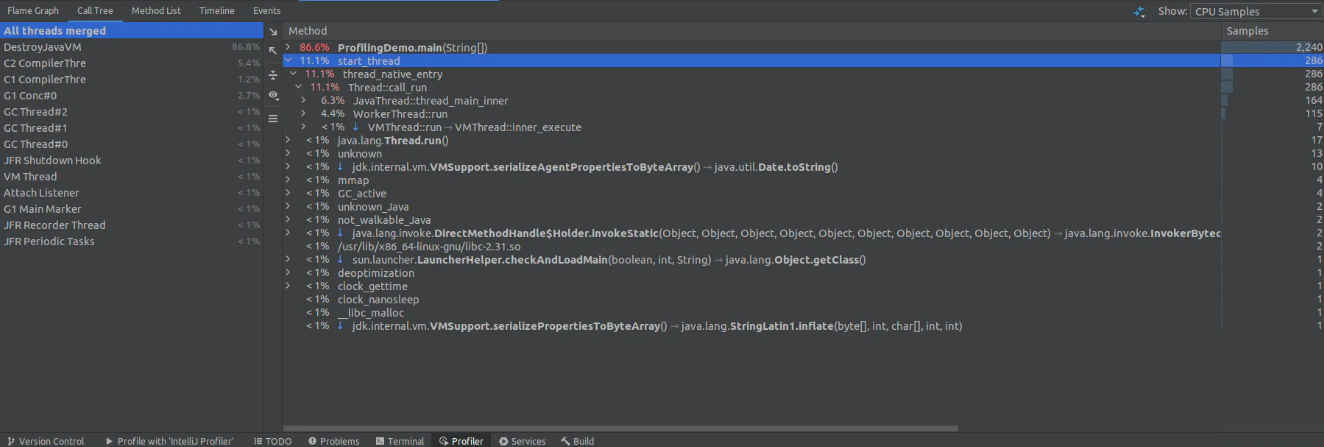 Flame Graph Call Tree Method List Timeline Events Show: CPU Samples
All threads merged Method Samples
DestroyJavaVM 86.8% 86.6% ProfilingDemo.main(String[]) 2,240
C2 CompilerThre 5.4% 11.1% start_thread 286
C1 CompilerThre 1.2% 11.1% thread_native_entry 286
G1 Conc#0 2.7% 11.1% Thread::call_run 286
GC Thread#2 < 1% 6.3% JavaThread::thread_main_inner 164
GC Thread#1 < 1% 4.4% WorkerThread::run 115
GC Thread#0 < 1% < 1% ↓ VMThread::run→VMThread::inner_execute 7
JFR Shutdown Hook < 1% < 1% java.lang.Thread.run() 17
< 1% unknown 13
VM Thread < 1% < 1% ↓ jdk.internal.vm.VMSupport.serializeAgentPropertiesToByteArray()→java.util.Date.toString() 10
< 1% mmap 4
Attach Listener < 1% < 1% GC_active 4
G1 Main Marker < 1% < 1% unknown_Java 2
JFR Recorder Thread < 1% < 1% not_walkable_Java 2
< 1% ↓ java.lang.invoke.DirectMethodHandle$Holder.invokeStatic(Object, Object, Object, Object, Object, Object, Object, Object, Object, Object)→java.lang.invoke.InvokerBytec 2
JFR Periodic Tasks < 1% < 1% /usr/lib/x86_64-linux-gnu/libc-2.31.so 2
< 1% ↓ sun.launcher.LauncherHelper.checkAndLoadMain(boolean, int, String)→java.lang.Object.getClass() 1
< 1% deoptimization 1
< 1% clock_gettime 1
< 1% clock_nanosleep 1
< 1% __libc_malloc 1
< 1% ↓ jdk.internal.vm.VMSupport.serializePropertiesToByteArray()→java.lang.StringLatin1.inflate(byte[], int, char[], int, int) 1
Version Control Profile with 'IntelliJ Profiler' TODO Problems Terminal Profiler Services Build